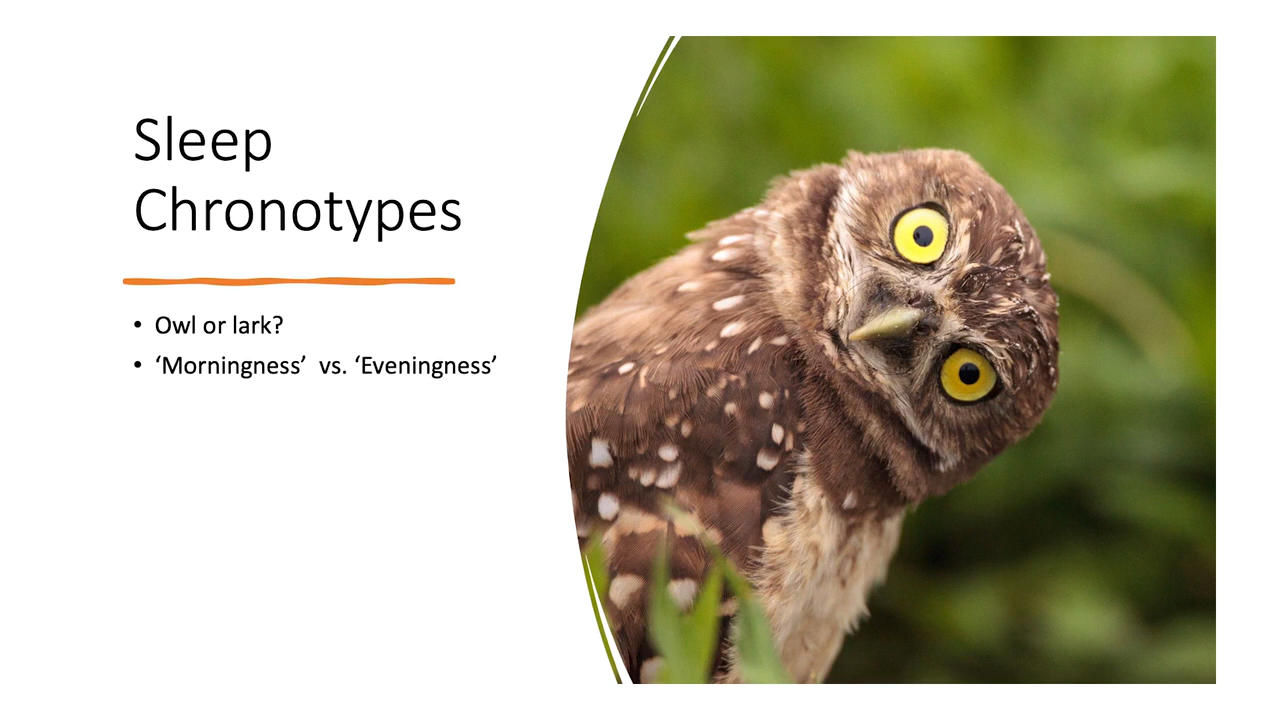 Sleep
Chronotypes
• Owl or lark?
• ‘Morningness’  vs. ‘Eveningness’